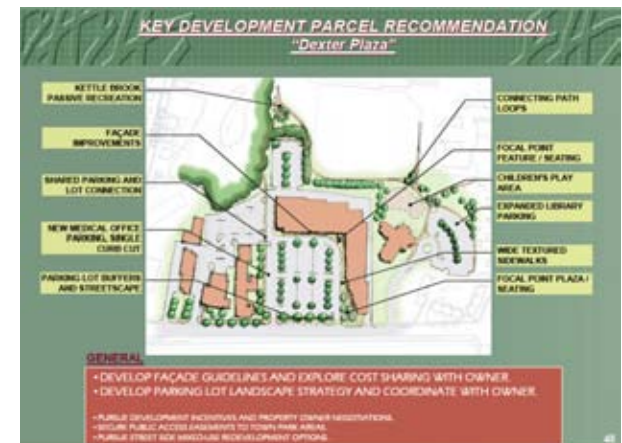 KEY DEVELOPMENT PARCEL RECOMMENDATION
"Dexter Plaza"
KETTLE BROOK
PASSIVE RECREATION
FAÇADE
IMPROVEMENTS
SHARED PARKING AND
LOT CONNECTION
NEW MEDICAL OFFICE
PARKING, SINGLE
CURB CUT
PARKING LOT BUFFERS
AND STREETSCAPE
CONNECTING PATH
LOOPS
FOCAL POINT
FEATURE / SEATING
CHILDREN'S PLAY
AREA
EXPANDED LIBRARY
PARKING
WIDE TEXTURED
SIDEWALKS
FOCAL POINT PLAZA /
SEATING
GENERAL
• DEVELOP FAÇADE GUIDELINES AND EXPLORE COST SHARING WITH OWNER.
• DEVELOP PARKING LOT LANDSCAPE STRATEGY AND COORDINATE WITH OWNER.
• PURSUE DEVELOPMENT INCENTIVES AND PROPERTY OWNER NEGOTIATIONS.
• SECURE PUBLIC ACCESS EASEMENTS TO TOWN PARK AREAS.
• PURSUE STREET SIDE MIXED-USE REDEVELOPMENT OPTIONS.